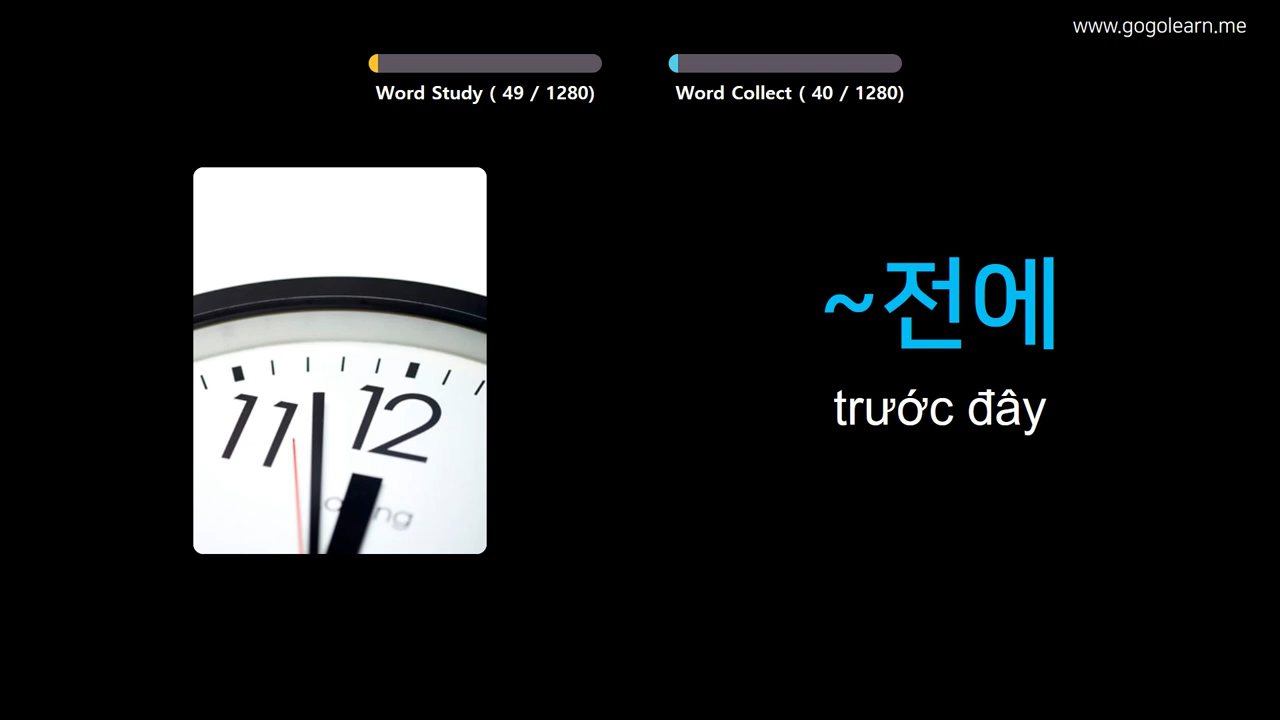 www.gogolearn.me
Word Study ( 49 / 1280)
Word Collect ( 40 / 1280)
~전에
trước đây
11
12